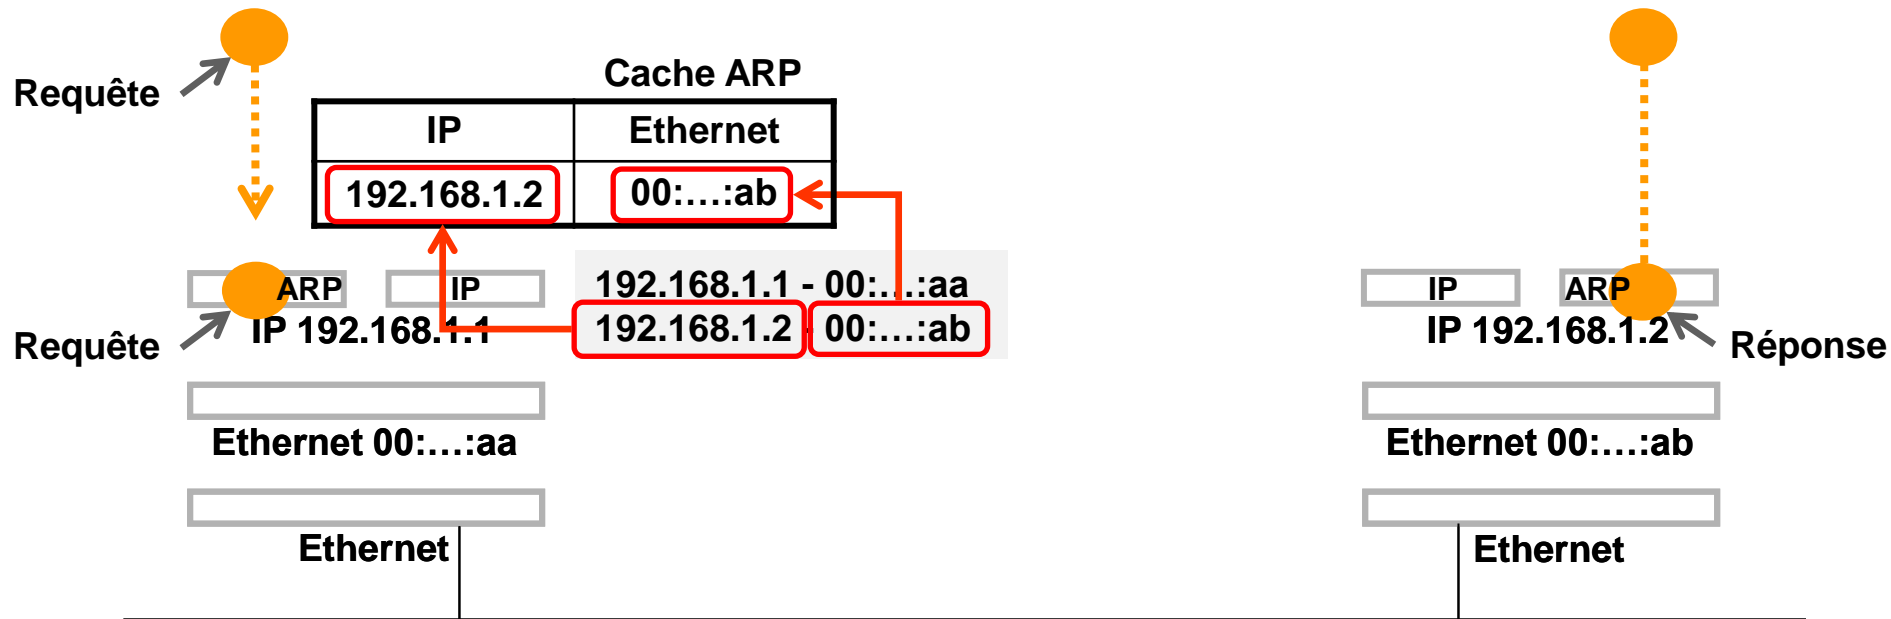 Requête
Cache ARP
IP Ethernet
192.168.1.2 00:...:ab
ARP IP
192.168.1.1 - 00:...:aa
192.168.1.2 - 00:...:ab
Requête
IP 192.168.1.1
Ethernet 00:...:aa
Ethernet
IP ARP
IP 192.168.1.2
Réponse
Ethernet 00:...:ab
Ethernet